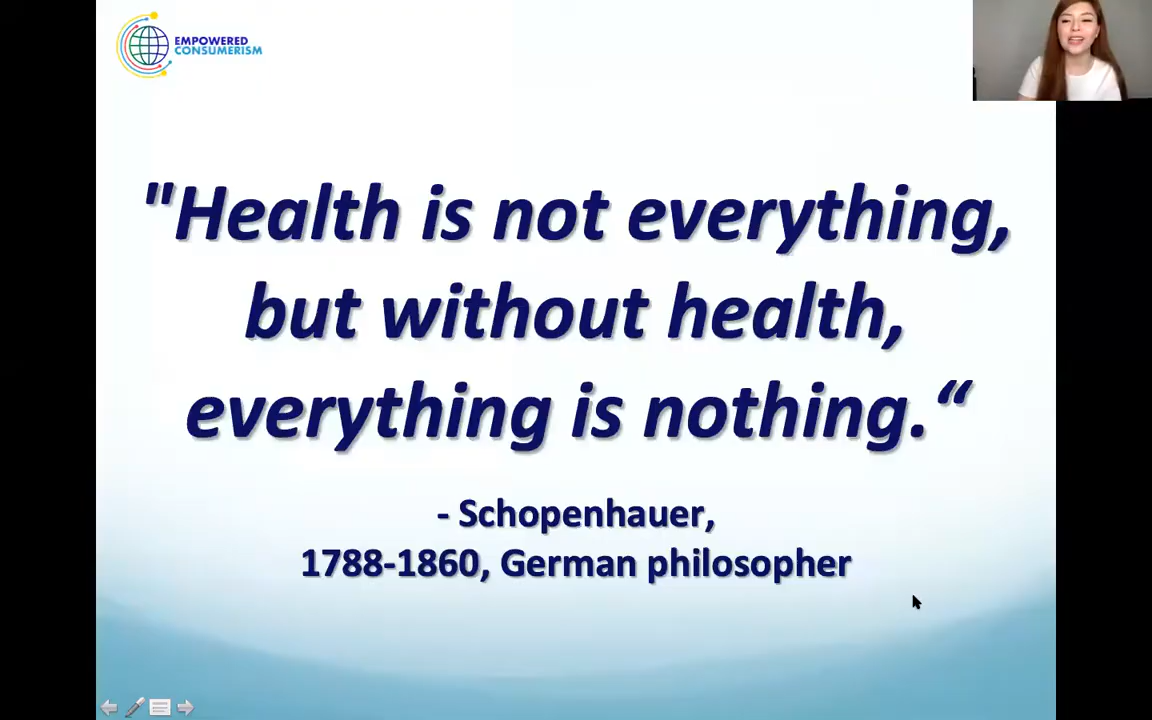 EMPOWERED
CONSUMERISM
"Health is not everything,
but without health,
everything is nothing.“
- Schopenhauer,
1788-1860, German philosopher